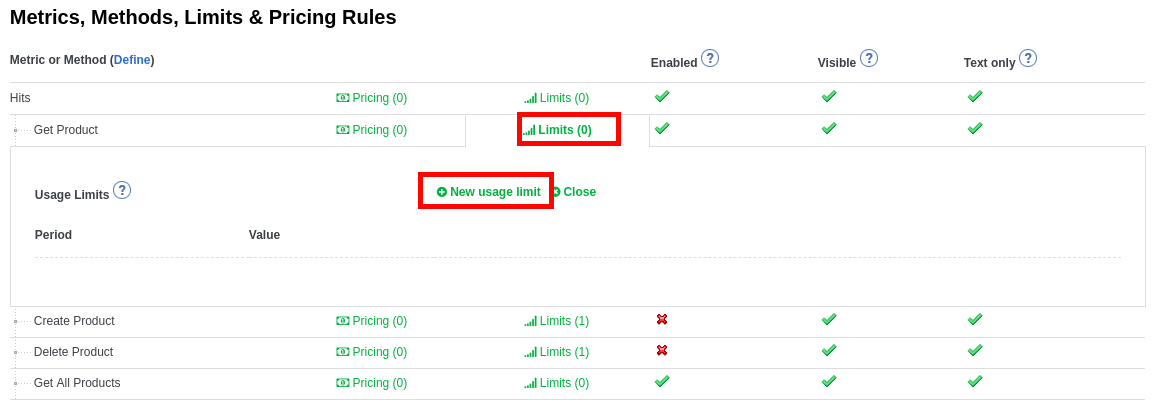 Metrics, Methods, Limits & Pricing Rules
Metric or Method (Define) Enabled ? Visible ? Text only ?
Hits Pricing (0) Limits (0)
Get Product Pricing (0) Limits (0)
Usage Limits ? New usage limit Close
Period Value
Create Product Pricing (0) Limits (1)
Delete Product Pricing (0) Limits (1)
Get All Products Pricing (0) Limits (0)